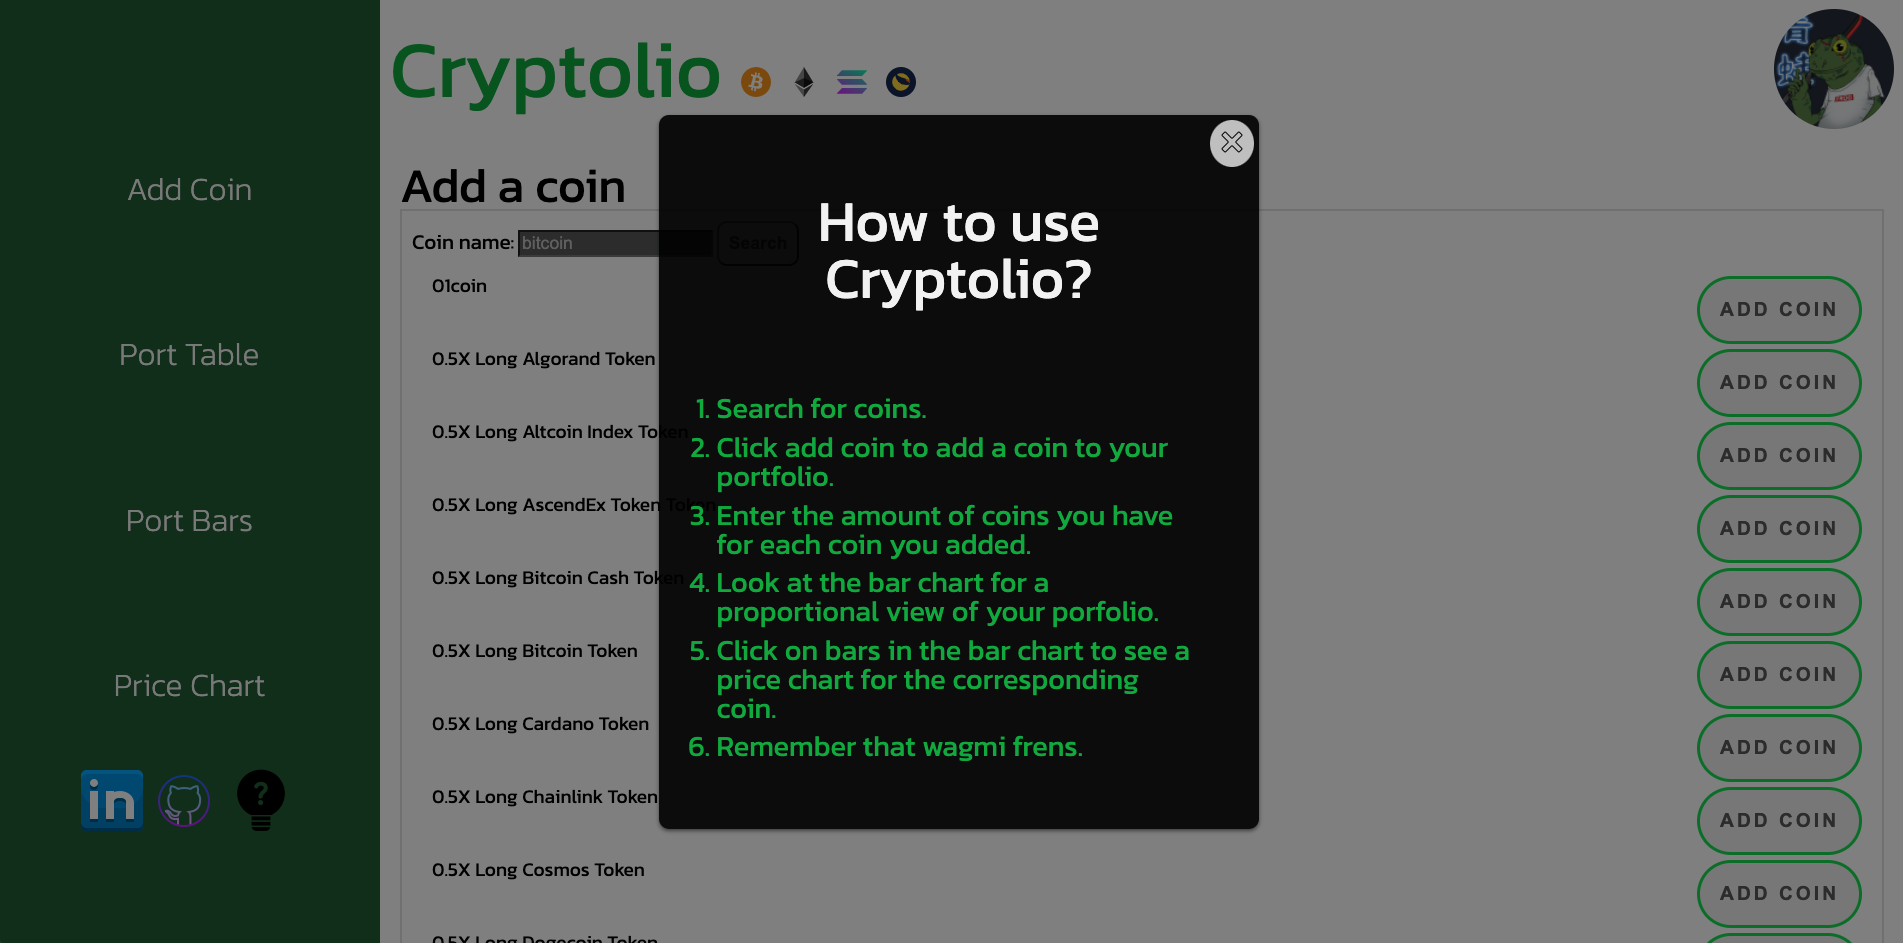 Cryptolio
Add Coin
Port Table
Port Bars
Price Chart
in
?
Add a coin
Coin name: bitcoin Search
01coin ADD COIN
0.5X Long Algorand Token ADD COIN
0.5X Long Altcoin Index Token ADD COIN
0.5X Long AscendEx Token Token ADD COIN
0.5X Long Bitcoin Cash Token ADD COIN
0.5X Long Bitcoin Token ADD COIN
0.5X Long Cardano Token ADD COIN
0.5X Long Chainlink Token ADD COIN
0.5X Long Cosmos Token ADD COIN
0.5X Long Dogecoin Token
How to use
Cryptolio?
1. Search for coins.
2. Click add coin to add a coin to your
portfolio.
3. Enter the amount of coins you have
for each coin you added.
4. Look at the bar chart for a
proportional view of your porfolio.
5. Click on bars in the bar chart to see a
price chart for the corresponding
coin.
6. Remember that wagmi frens.